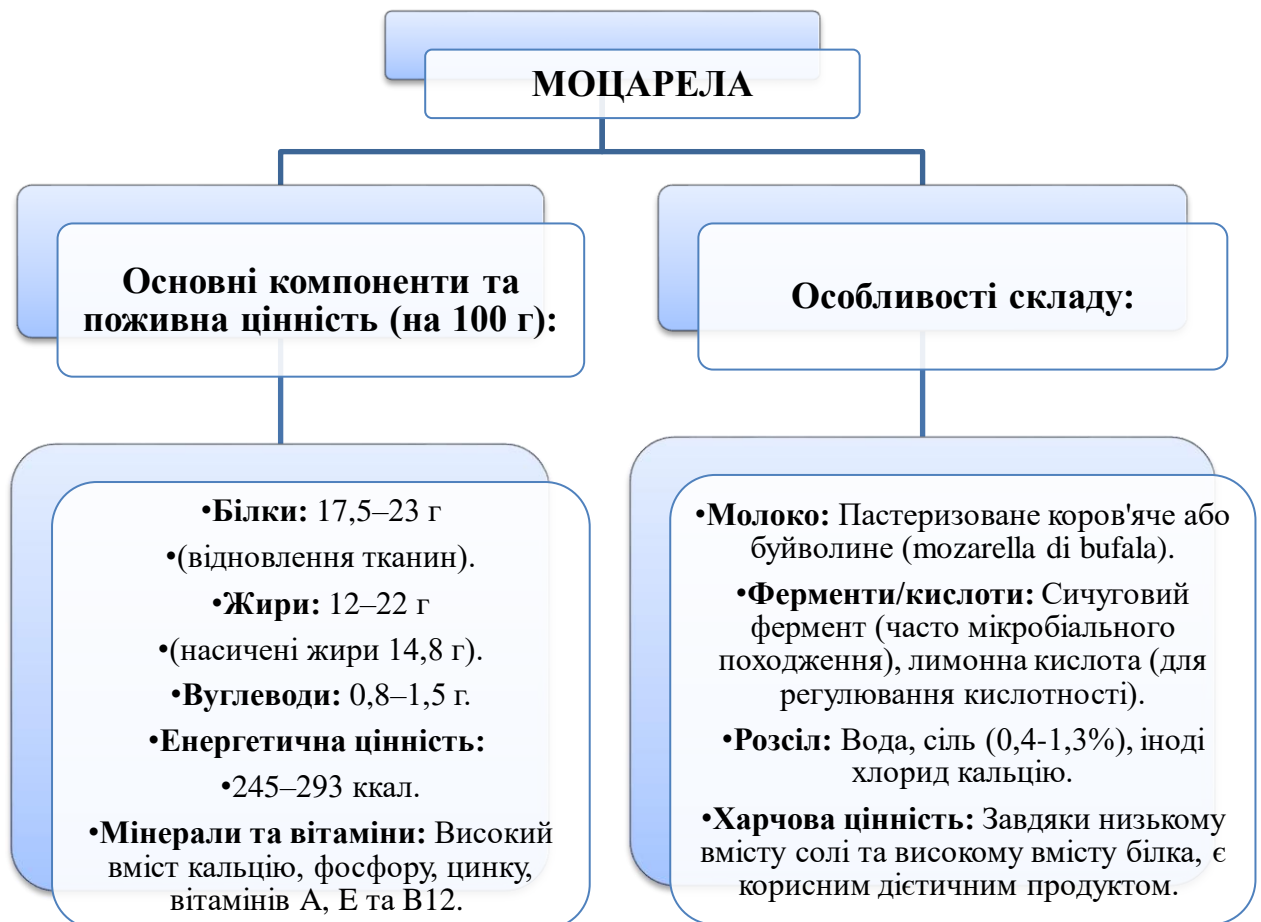 МОЦАРЕЛА
Основні компоненти та
поживна цінність (на 100 г):
•Білки: 17,5–23 г
•(відновлення тканин).
•Жири: 12–22 г
•(насичені жири 14,8 г).
•Вуглеводи: 0,8–1,5 г.
•Енергетична цінність:
•245–293 ккал.
•Мінерали та вітаміни: Високий
вміст кальцію, фосфору, цинку,
вітамінів A, E та B12.
Особливості складу:
•Молоко: Пастеризоване коров'яче або
буйволине (mozarella di bufala).
•Ферменти/кислоти: Сичуговий
фермент (часто мікробіального
походження), лимонна кислота (для
регулювання кислотності).
•Розсіл: Вода, сіль (0,4-1,3%), іноді
хлорид кальцію.
•Харчова цінність: Завдяки низькому
вмісту солі та високому вмісту білка, є
корисним дієтичним продуктом.